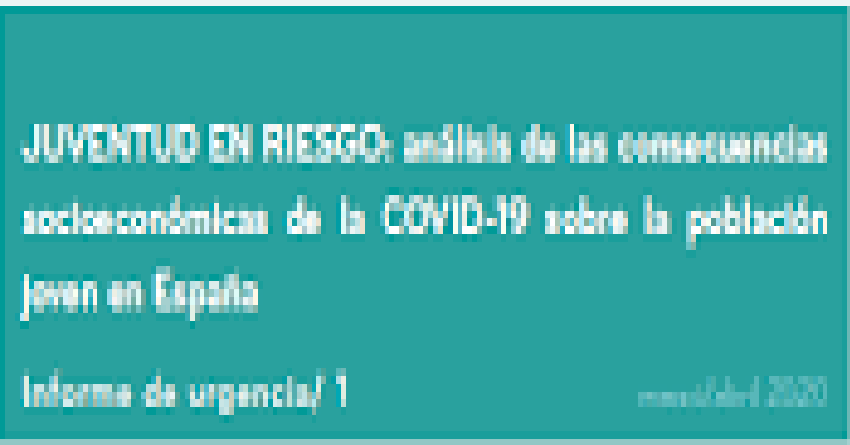 JUVENTUD EN RIESGO: análisis de las consecuencias
socioeconómicas de la COVID-19 sobre la población
joven en España
Informe de urgencia/ 1
2020